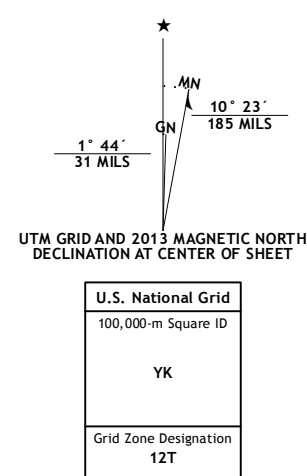 ★
MN
GN
10° 23´
185 MILS
1° 44´
31 MILS
UTM GRID AND 2013 MAGNETIC NORTH
DECLINATION AT CENTER OF SHEET
U.S. National Grid
100,000-m Square ID
YK
Grid Zone Designation
12T